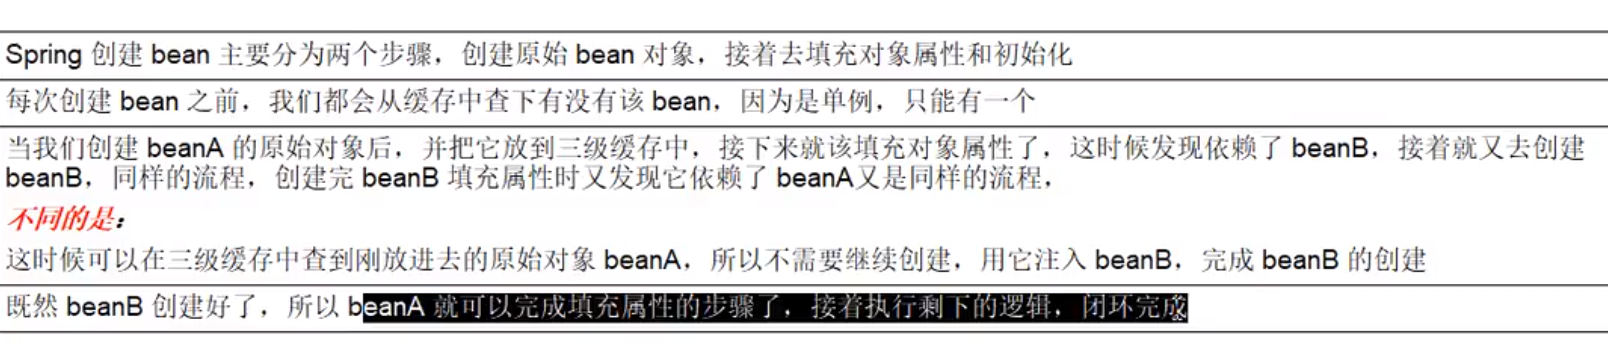 Spring 创建 bean 主要分为两个步骤，创建原始 bean 对象，接着去填充对象属性和初始化
每次创建 bean 之前，我们都会从缓存中查下有没有该 bean，因为是单例，只能有一个
当我们创建 beanA 的原始对象后，并把它放到三级缓存中，接下来就该填充对象属性了，这时候发现依赖了 beanB，接着就又去创建
beanB，同样的流程，创建完 beanB 填充属性时又发现它依赖了 beanA又是同样的流程，
不同的是：
这时候可以在三级缓存中查到刚放进去的原始对象 beanA，所以不需要继续创建，用它注入 beanB，完成 beanB 的创建
既然 beanB 创建好了，所以 beanA 就可以完成填充属性的步骤了，接着执行剩下的逻辑，闭环完成